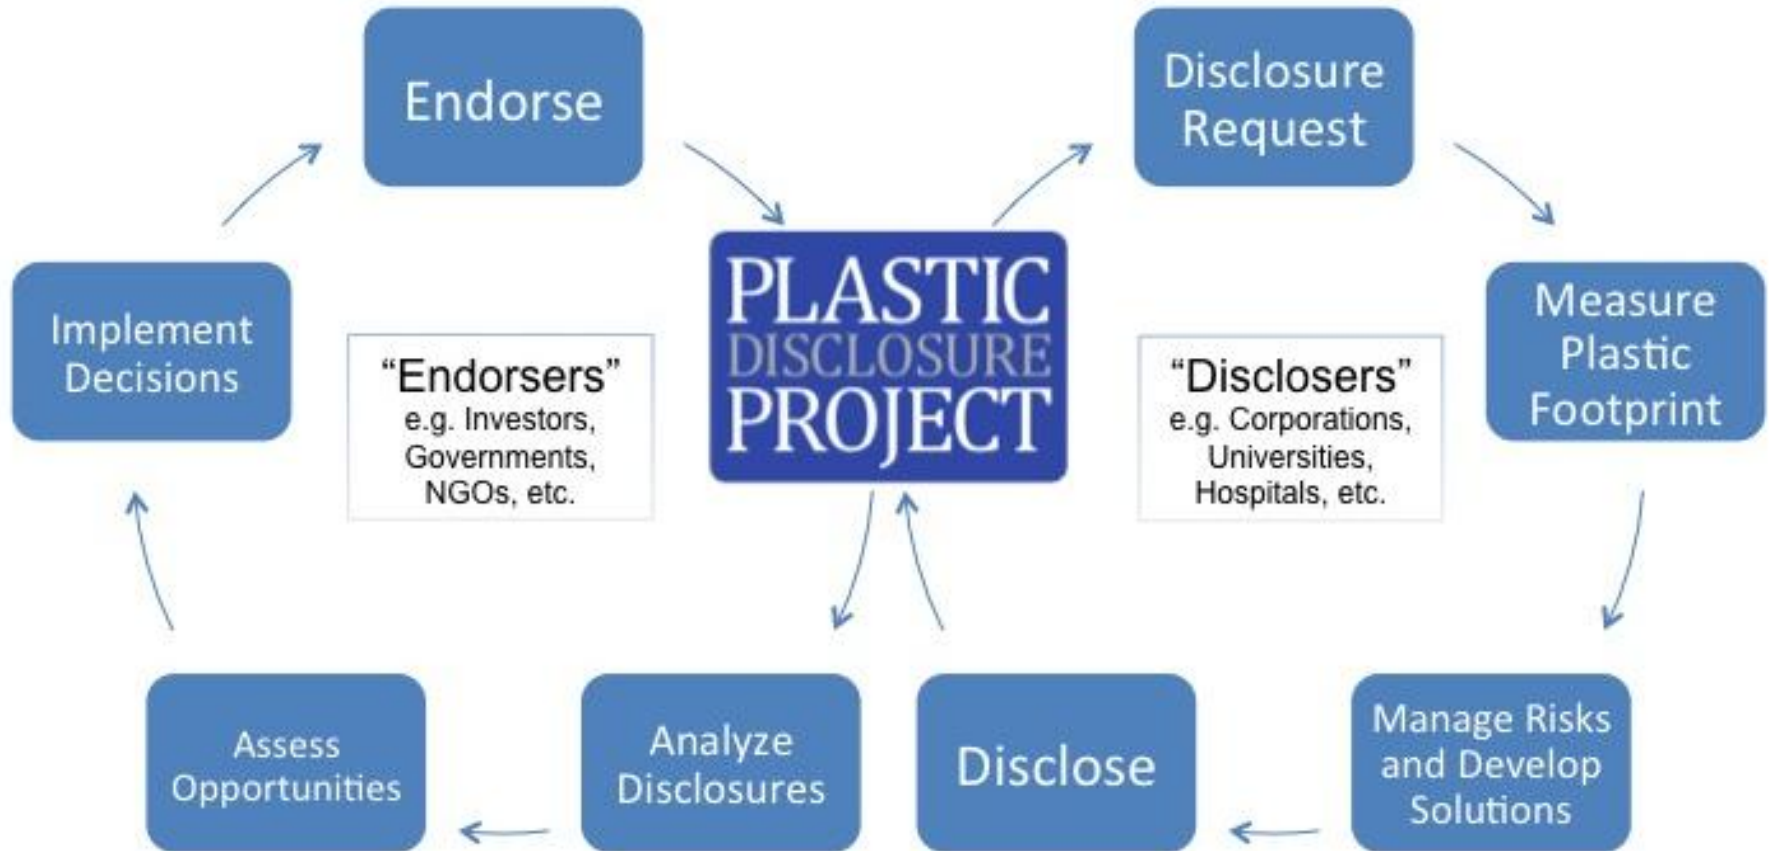 Endorse
Disclosure
Request
PLASTIC
DISCLOSURE
PROJECT
Implement
Decisions
“Endorsers”
e.g. Investors,
Governments,
NGOs, etc.
“Disclosers”
e.g. Corporations,
Universities,
Hospitals, etc.
Measure
Plastic
Footprint
Assess
Opportunities
Analyze
Disclosures
Disclose
Manage Risks
and Develop
Solutions